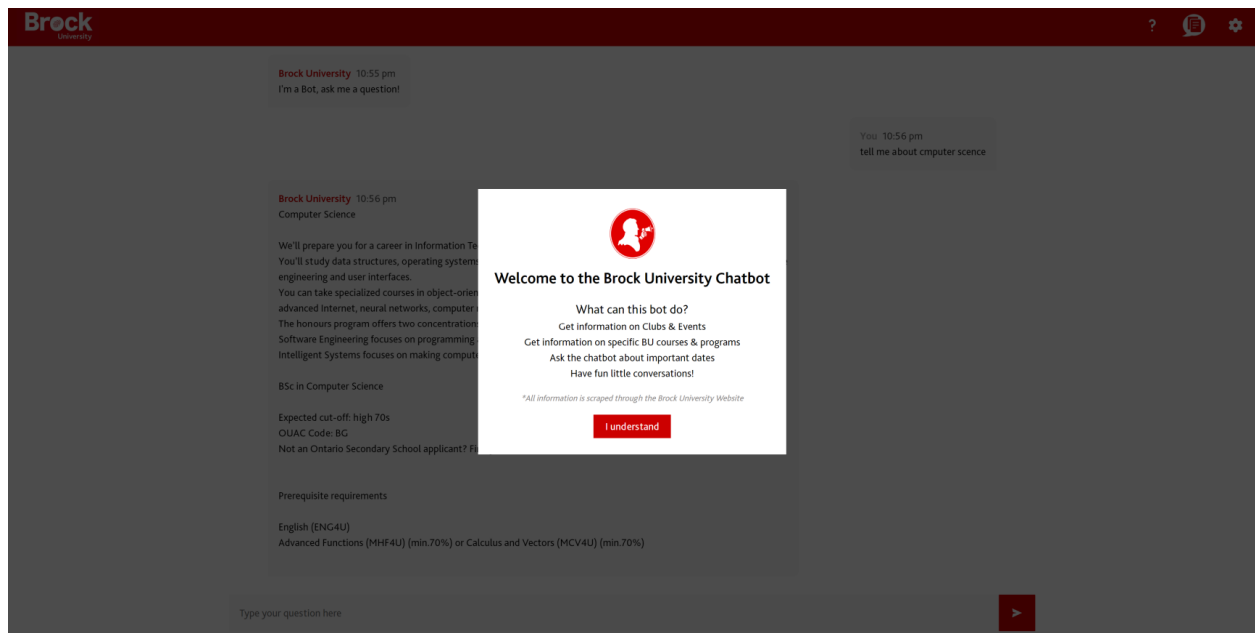 Brock
University
?
Brock University 10:55 pm
I'm a Bot, ask me a question!
You 10:56 pm
tell me about cmputer scence
Brock University 10:56 pm
Computer Science
We'll prepare you for a career in Information Te
You'll study data structures, operating systems
engineering and user interfaces.
You can take specialized courses in object-orien
advanced Internet, neural networks, computer
The honours program offers two concentrations
Software Engineering focuses on programming
Intelligent Systems focuses on making compute
BSc in Computer Science
Expected cut-off: high 70s
OUAC Code: BG
Not an Ontario Secondary School applicant? Fi
Prerequisite requirements
English (ENG4U)
Advanced Functions (MHF4U) (min.70%) or Calculus and Vectors (MCV4U) (min.70%)
Welcome to the Brock University Chatbot
What can this bot do?
Get information on Clubs & Events
Get information on specific BU courses & programs
Ask the chatbot about important dates
Have fun little conversations!
*All information is scraped through the Brock University Website
I understand
Type your question here